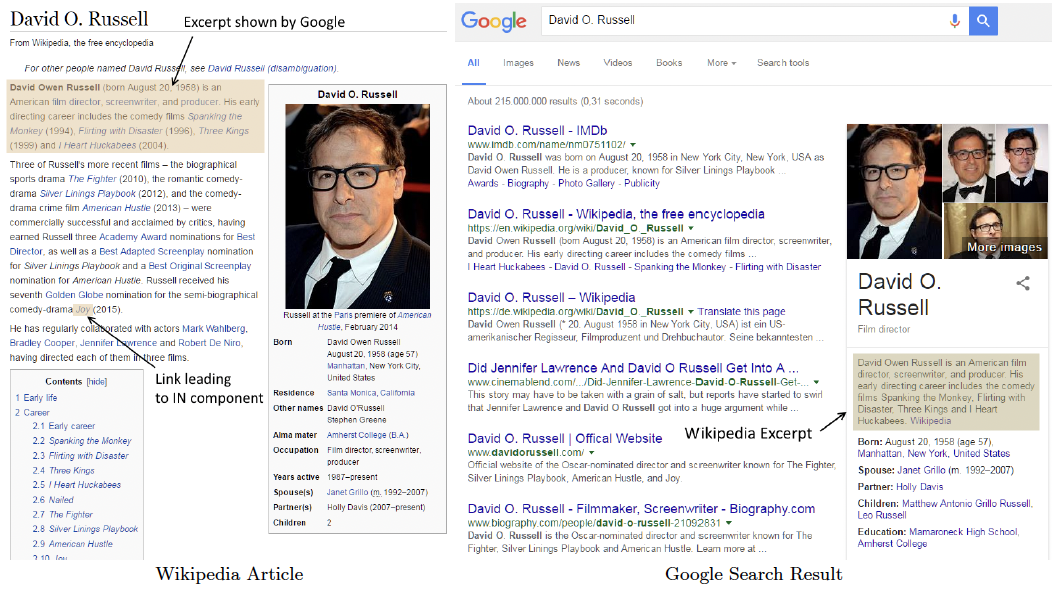 David O. Russell
Excerpt shown by Google
From Wikipedia, the free encyclopedia
For other people named David Russell, see David Russell (disambiguation).
David Owen Russell (born August 20, 1958) is an
American film director, screenwriter, and producer. His early
directing career includes the comedy films Spanking the
Monkey (1994), Flirting with Disaster (1996), Three Kings
(1999) and I Heart Huckabees (2004).
Three of Russell's more recent films – the biographical
sports drama The Fighter (2010), the romantic comedy-
drama Silver Linings Playbook (2012), and the comedy-
drama crime film American Hustle (2013) – were
commercially successful and acclaimed by critics, having
earned Russell three Academy Award nominations for Best
Director, as well as a Best Adapted Screenplay nomination
for Silver Linings Playbook and a Best Original Screenplay
nomination for American Hustle. Russell received his
seventh Golden Globe nomination for the semi-biographical
comedy-drama Joy (2015).
He has regularly collaborated with actors Mark Wahlberg,
Bradley Cooper, Jennifer Lawrence and Robert De Niro,
having directed each of them in three films.
Link leading
to IN component
Contents [hide]
1 Early life
2 Career
2.1 Early career
2.2 Spanking the Monkey
2.3 Flirting with Disaster
2.4 Three Kings
2.5 I Heart Huckabees
2.6 Nailed
2.7 The Fighter
2.8 Silver Linings Playbook
2.9 American Hustle
2.10 Joy
David O. Russell
Russell at the Paris premiere of American
Hustle, February 2014
Born David Owen Russell
August 20, 1958 (age 57)
Manhattan, New York City,
United States
Residence Santa Monica, California
Other names David O'Russell
Stephen Greene
Alma mater Amherst College (B.A.)
Occupation Film director, screenwriter,
producer
Years active 1987–present
Spouse(s) Janet Grillo (m. 1992–2007)
Partner(s) Holly Davis (2007–present)
Children 2
Wikipedia Article
Google
David O. Russell
All Images News Videos Books More Search tools
About 215.000.000 results (0,31 seconds)
David O. Russell - IMDb
www.imdb.com/name/nm0751102/
David O. Russell was born on August 20, 1958 in New York City, New York, USA as
David Owen Russell. He is a producer, known for Silver Linings Playbook ...
Awards - Biography - Photo Gallery - Publicity
David O. Russell - Wikipedia, the free encyclopedia
https://en.wikipedia.org/wiki/David_O._Russell
David Owen Russell (born August 20, 1958) is an American film director, screenwriter,
and producer. His early directing career includes the comedy films ...
I Heart Huckabees - David O. Russell - Spanking the Monkey - Flirting with Disaster
David O. Russell – Wikipedia
https://de.wikipedia.org/wiki/David_O._Russell Translate this page
David Owen Russell (* 20. August 1958 in New York City, New York, USA) ist ein US-
amerikanischer Regisseur, Filmproduzent und Drehbuchautor. Seine bekanntesten ...
Did Jennifer Lawrence And David O Russell Get Into A ...
www.cinemablend.com/.../Did-Jennifer-Lawrence-David-O-Russell-Get-...
This story may have to be taken with a grain of salt, but reports have started to swirl
that Jennifer Lawrence and David O Russell got into a huge argument while ...
David O. Russell | Offical Website
www.davidorussell.com/
Official website of the Oscar-nominated director and screenwriter known for The Fighter,
Silver Linings Playbook, American Hustle, and Joy.
David O. Russell - Filmmaker, Screenwriter - Biography.com
www.biography.com/people/david-o-russell-21092831
David O. Russell is the Oscar-nominated director and screenwriter known for The
Fighter, Silver Linings Playbook and American Hustle. Learn more at ...
More images
David O.
Russell
Film director
David Owen Russell is an American film
director, screenwriter, and producer. His
early directing career includes the comedy
films Spanking the Monkey, Flirting with
Disaster, Three Kings and I Heart
Huckabees. Wikipedia
Wikipedia Excerpt
Born: August 20, 1958 (age 57),
Manhattan, New York, United States
Spouse: Janet Grillo (m. 1992–2007)
Partner: Holly Davis
Children: Matthew Antonio Grillo Russell,
Leo Russell
Education: Mamaroneck High School,
Amherst College
Google Search Result